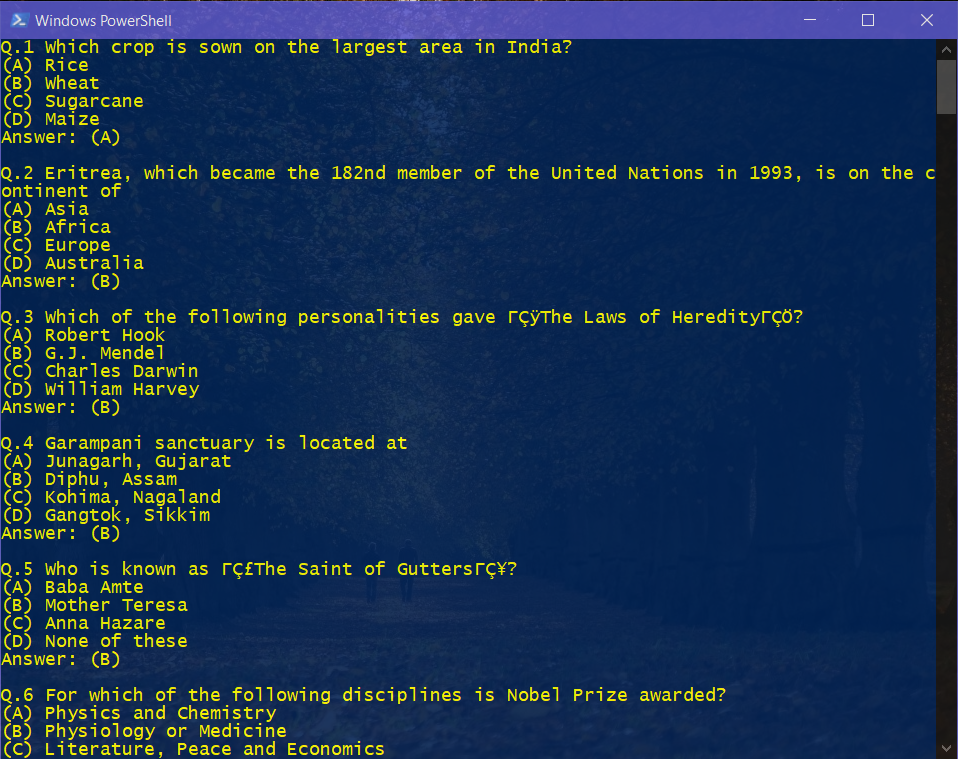 Windows PowerShell
Q.1 Which crop is sown on the largest area in India?
(A) Rice
(B) Wheat
(C) Sugarcane
(D) Maize
Answer: (A)
Q.2 Eritrea, which became the 182nd member of the United Nations in 1993, is on the c
ontinent of
(A) Asia
(B) Africa
(C) Europe
(D) Australia
Answer: (B)
Q.3 Which of the following personalities gave ΓÇÿThe Laws of HeredityΓÇÖ?
(A) Robert Hook
(B) G.J. Mendel
(C) Charles Darwin
(D) William Harvey
Answer: (B)
Q.4 Garampani sanctuary is located at
(A) Junagarh, Gujarat
(B) Diphu, Assam
(C) Kohima, Nagaland
(D) Gangtok, Sikkim
Answer: (B)
Q.5 Who is known as ΓÇ£The Saint of GuttersΓÇ¥?
(A) Baba Amte
(B) Mother Teresa
(C) Anna Hazare
(D) None of these
Answer: (B)
Q.6 For which of the following disciplines is Nobel Prize awarded?
(A) Physics and Chemistry
(B) Physiology or Medicine
(C) Literature, Peace and Economics